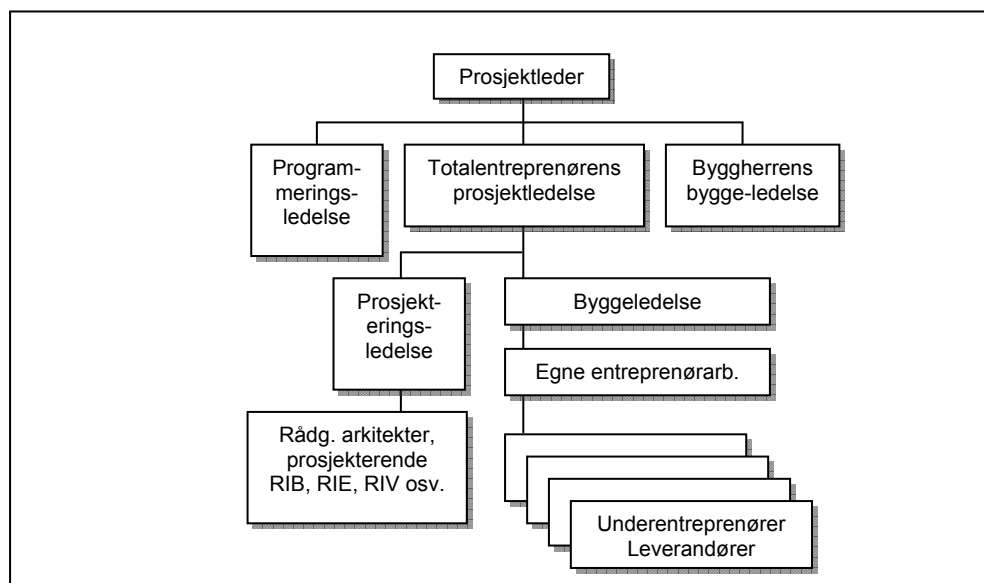 Prosjektleder
Program-
merings-
ledelse
Totalentreprenørens
prosjektledelse
Byggherrens
bygge-ledelse
Prosjekt-
erings-
ledelse
Byggeledelse
Egne entreprenørarb.
Rådg. arkitekter,
prosjekterende
RIB, RIE, RIV osv.
Underentreprenører
Leverandører